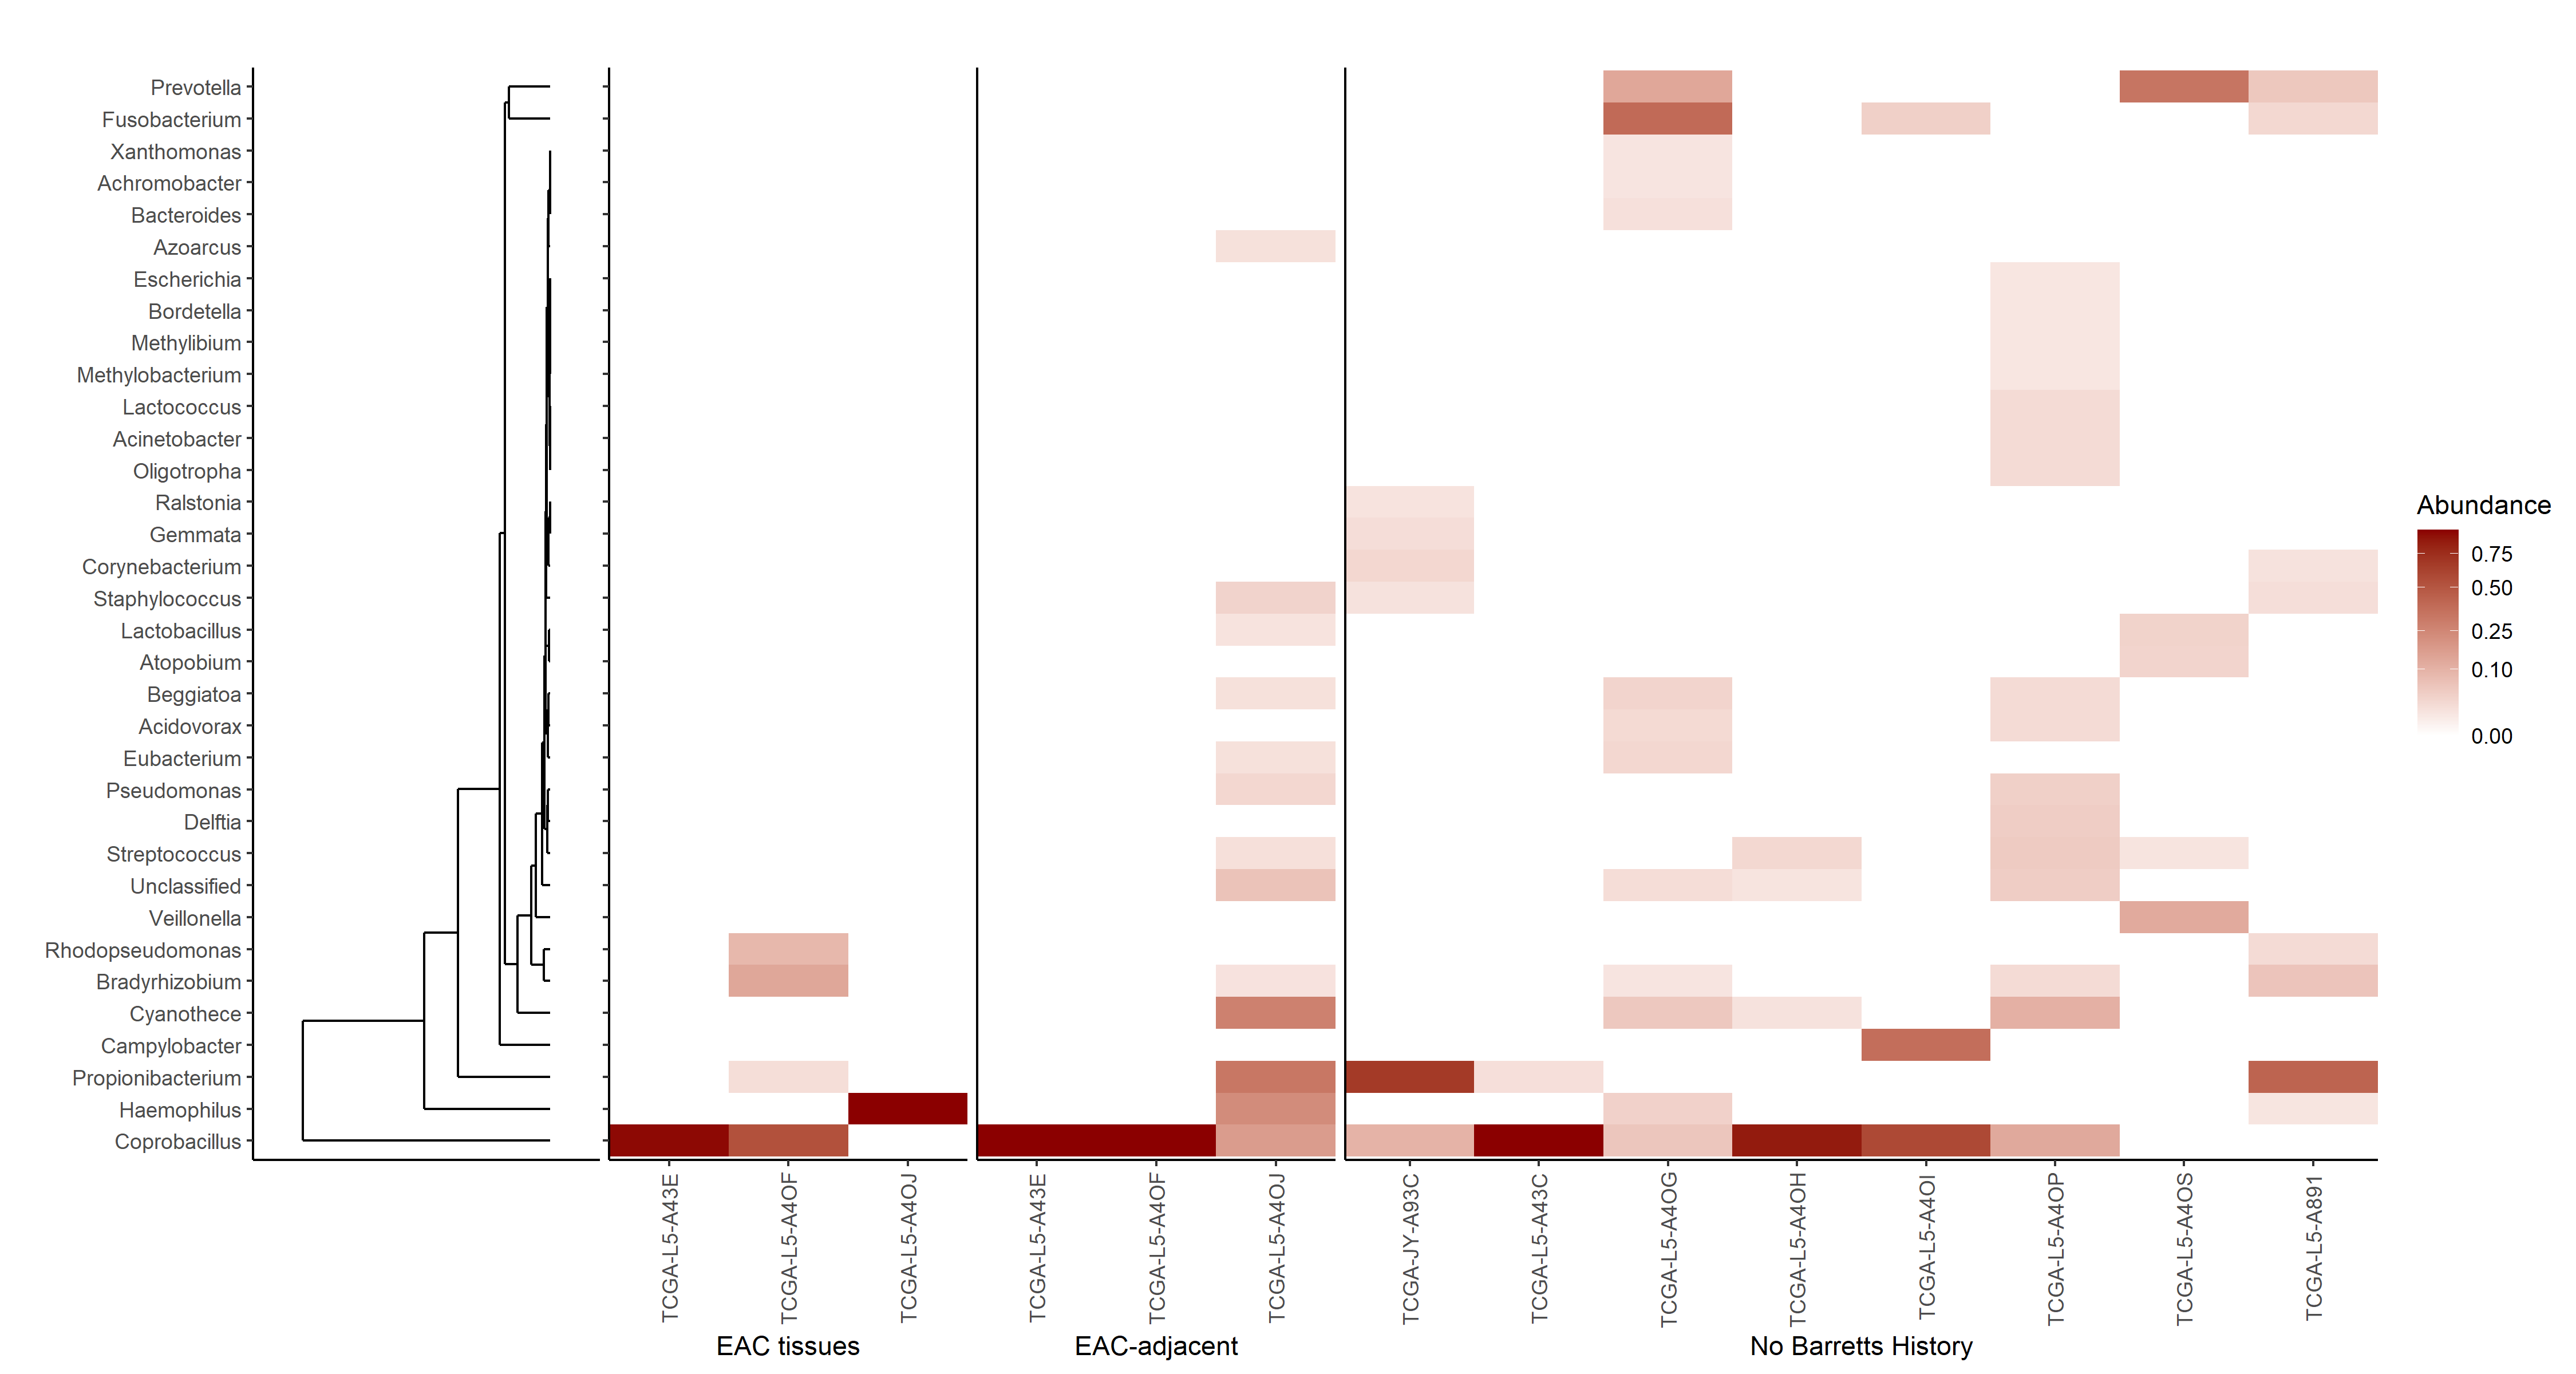 Prevotella
Fusobacterium
Xanthomonas
Achromobacter
Bacteroides
Azoarcus
Escherichia
Bordetella
Methylibium
Methylobacterium
Lactococcus
Acinetobacter
Oligotropha
Ralstonia
Gemmata
Corynebacterium
Staphylococcus
Lactobacillus
Atopobium
Beggiatoa
Acidovorax
Eubacterium
Pseudomonas
Delftia
Streptococcus
Unclassified
Veillonella
Rhodopseudomonas
Bradyrhizobium
Cyanothece
Campylobacter
Propionibacterium
Haemophilus
Coprobacillus
TCGA-L5-A43E
TCGA-L5-A4OF
TCGA-L5-A4OJ
TCGA-L5-A43E
TCGA-L5-A4OF
TCGA-L5-A4OJ
TCGA-JY-A93C
TCGA-L5-A43C
TCGA-L5-A4OG
TCGA-L5-A4OH
TCGA-L5-A4OI
TCGA-L5-A4OP
TCGA-L5-A4OS
TCGA-L5-A891
EAC tissues
EAC-adjacent
No Barretts History
Abundance
0.75
0.50
0.25
0.10
0.00